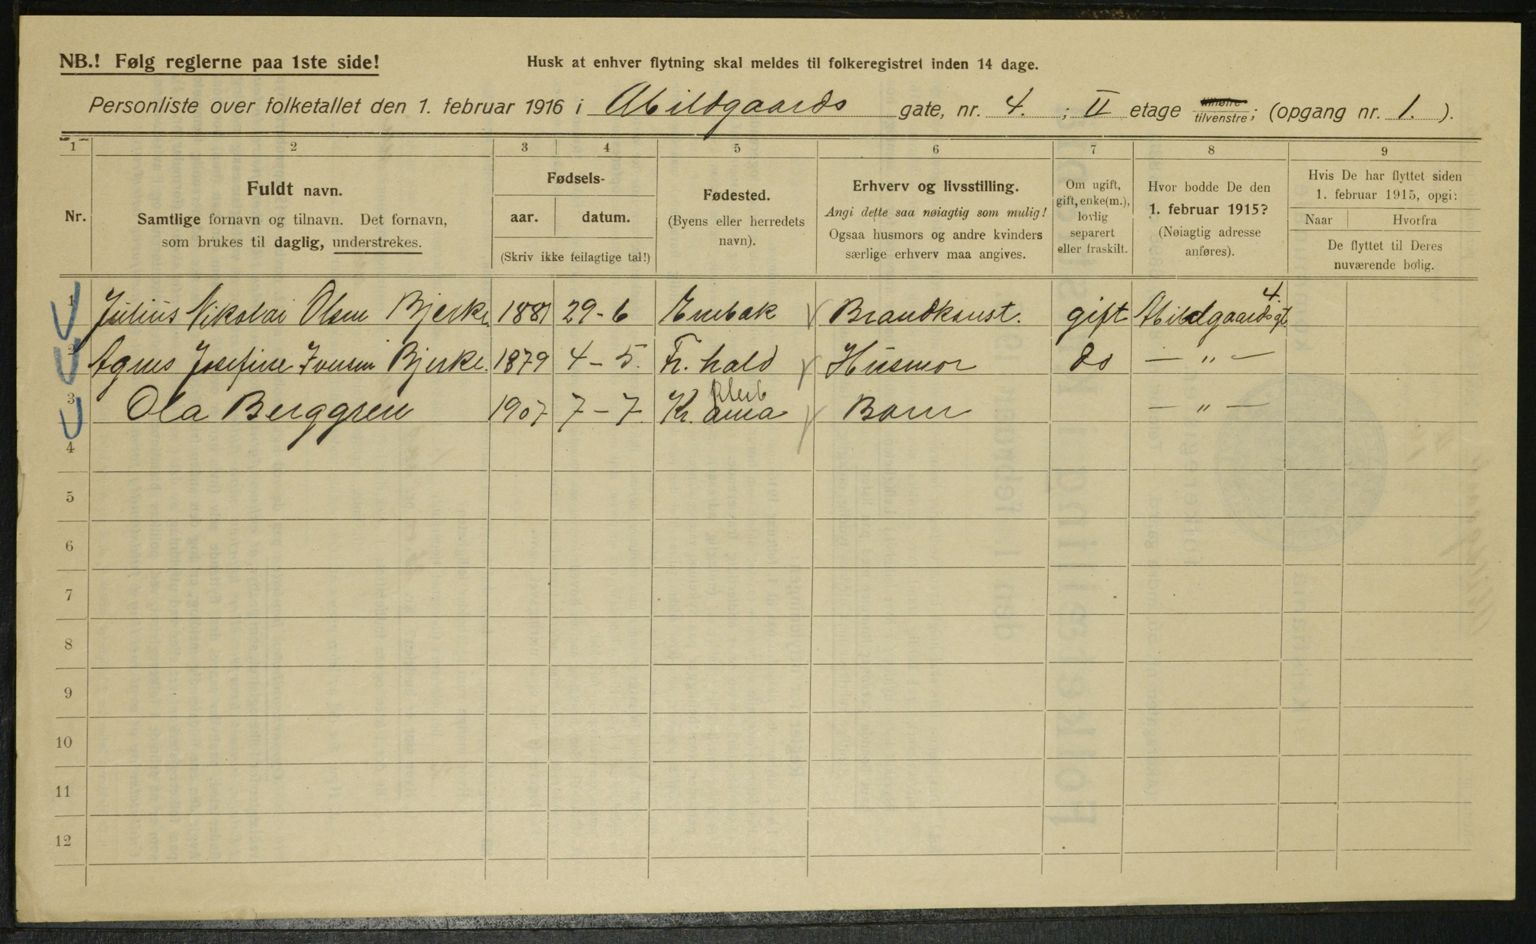 NB.! Følg reglerne paa 1ste side!
Husk at enhver flytning skal meldes til folkeregistret inden 14 dage.
Personliste over folketallet den 1. februar 1916 i Abildgaards gate, nr. 4. ; II etage tilhøire tilvenstre; (opgang nr. 1. ).
1 2 3 4 5 6 7 8 9
Nr.
Fuldt navn.
Samtlige fornavn og tilnavn. Det fornavn,
som brukes til daglig, understrekes.
Fødsels-
aar. datum.
(Skriv ikke feilagtige tal!)
Fødested.
(Byens eller herredets
navn).
Erhverv og livsstilling.
Angi dette saa nøiagtig som mulig!
Ogsaa husmors og andre kvinders
særlige erhverv maa angives.
Om ugift,
gift, enke(m.),
lovlig
separert
eller fraskilt.
Hvor bodde De den
1. februar 1915?
(Nøiagtig adresse
anføres).
Hvis De har flyttet siden
1. februar 1915, opgi:
Naar Hvorfra
De flyttet til Deres
nuværende bolig.
1 Julius Nikolai Olsen Bjerke 1881 29-6 Enebak Brandkonst. gift Abildgaardsgt 4
2 Agnes Josefine Iversen Bjerke. 1879 4-5. Fr. hald Husmor do — „ —
3 Ola Berggren 1907 7-7. Kr. ania Barn — „ —
4
5
6
7
8
9
10
11
12